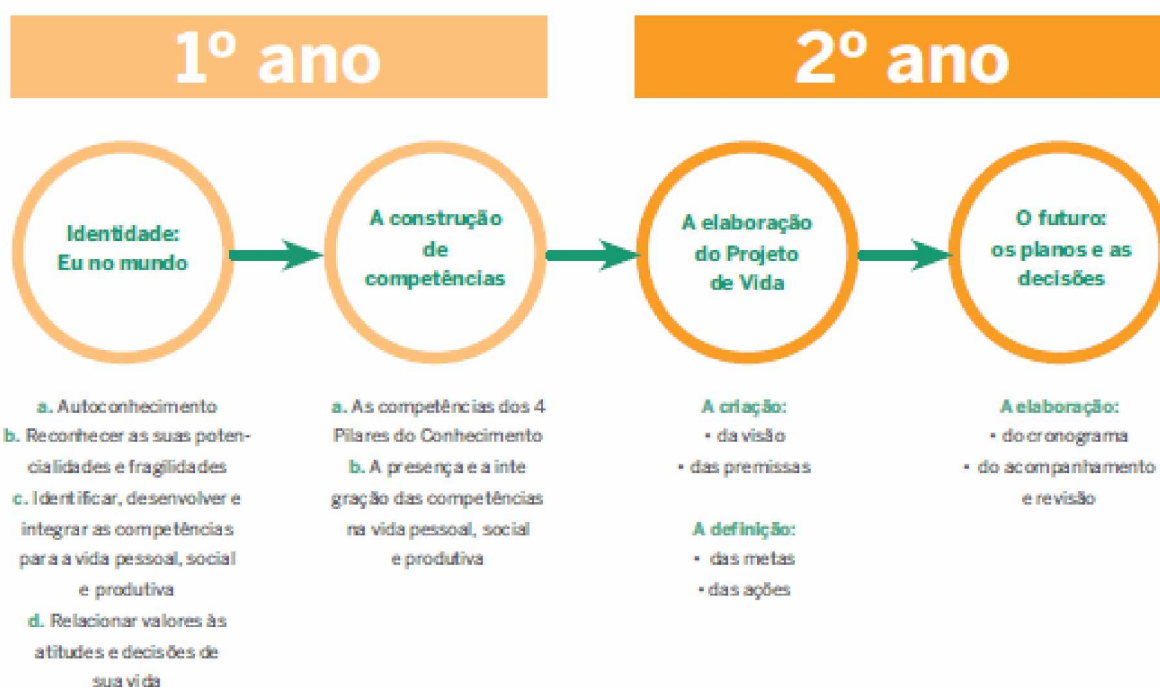 1º ano
2º ano
Identidade:
Eu no mundo
A construção
de
competências
A elaboração
do Projeto
de Vida
O futuro:
os planos e as
decisões
a. Autoconhecimento
b. Reconhecer as suas poten-
cialidades e fragilidades
c. Identificar, desenvolver e
integrar as competências
para a vida pessoal, social
e produtiva
d. Relacionar valores às
atitudes e decisões de
sua vida
a. As competências dos 4
Pilares do Conhecimento
b. A presença e a inte
gração das competências
na vida pessoal, social
e produtiva
A criação:
• da visão
• das premissas
A definição:
• das metas
• das ações
A elaboração:
• do cronograma
• do acompanhamento
e revisão